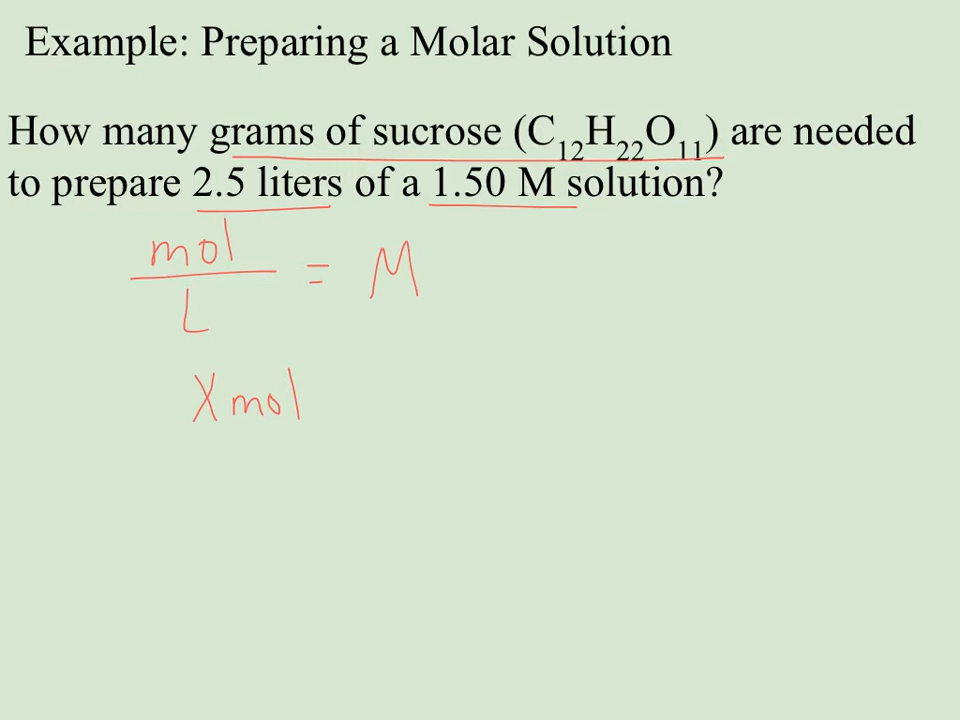 Example: Preparing a Molar Solution
How many grams of sucrose (C₁₂H₂₂O₁₁) are needed
to prepare 2.5 liters of a 1.50 M solution?
mol
= M
L
X mol